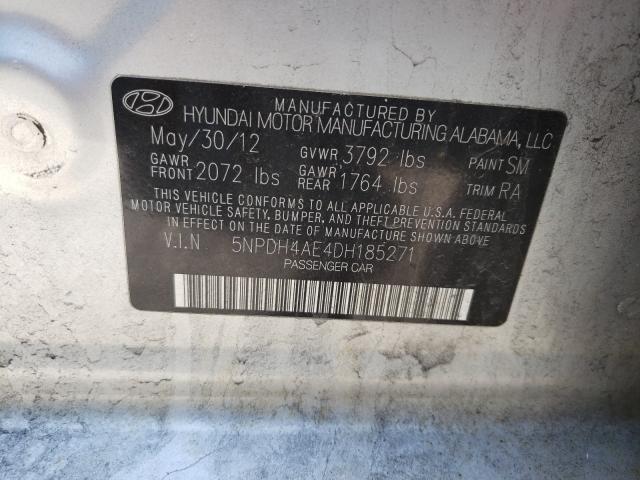 MANUFACTURED BY
HYUNDAI MOTOR MANUFACTURING ALABAMA, LLC
May/30/12 GVWR 3792 lbs PAINT SM
GAWR FRONT 2072 lbs GAWR REAR 1764 lbs TRIM RA
THIS VEHICLE CONFORMS TO ALL APPLICABLE U.S.A. FEDERAL
MOTOR VEHICLE SAFETY, BUMPER, AND THEFT PREVENTION STANDARDS
IN EFFECT ON THE DATE OF MANUFACTURE SHOWN ABOVE.
V.I.N 5NPDH4AE4DH185271
PASSENGER CAR